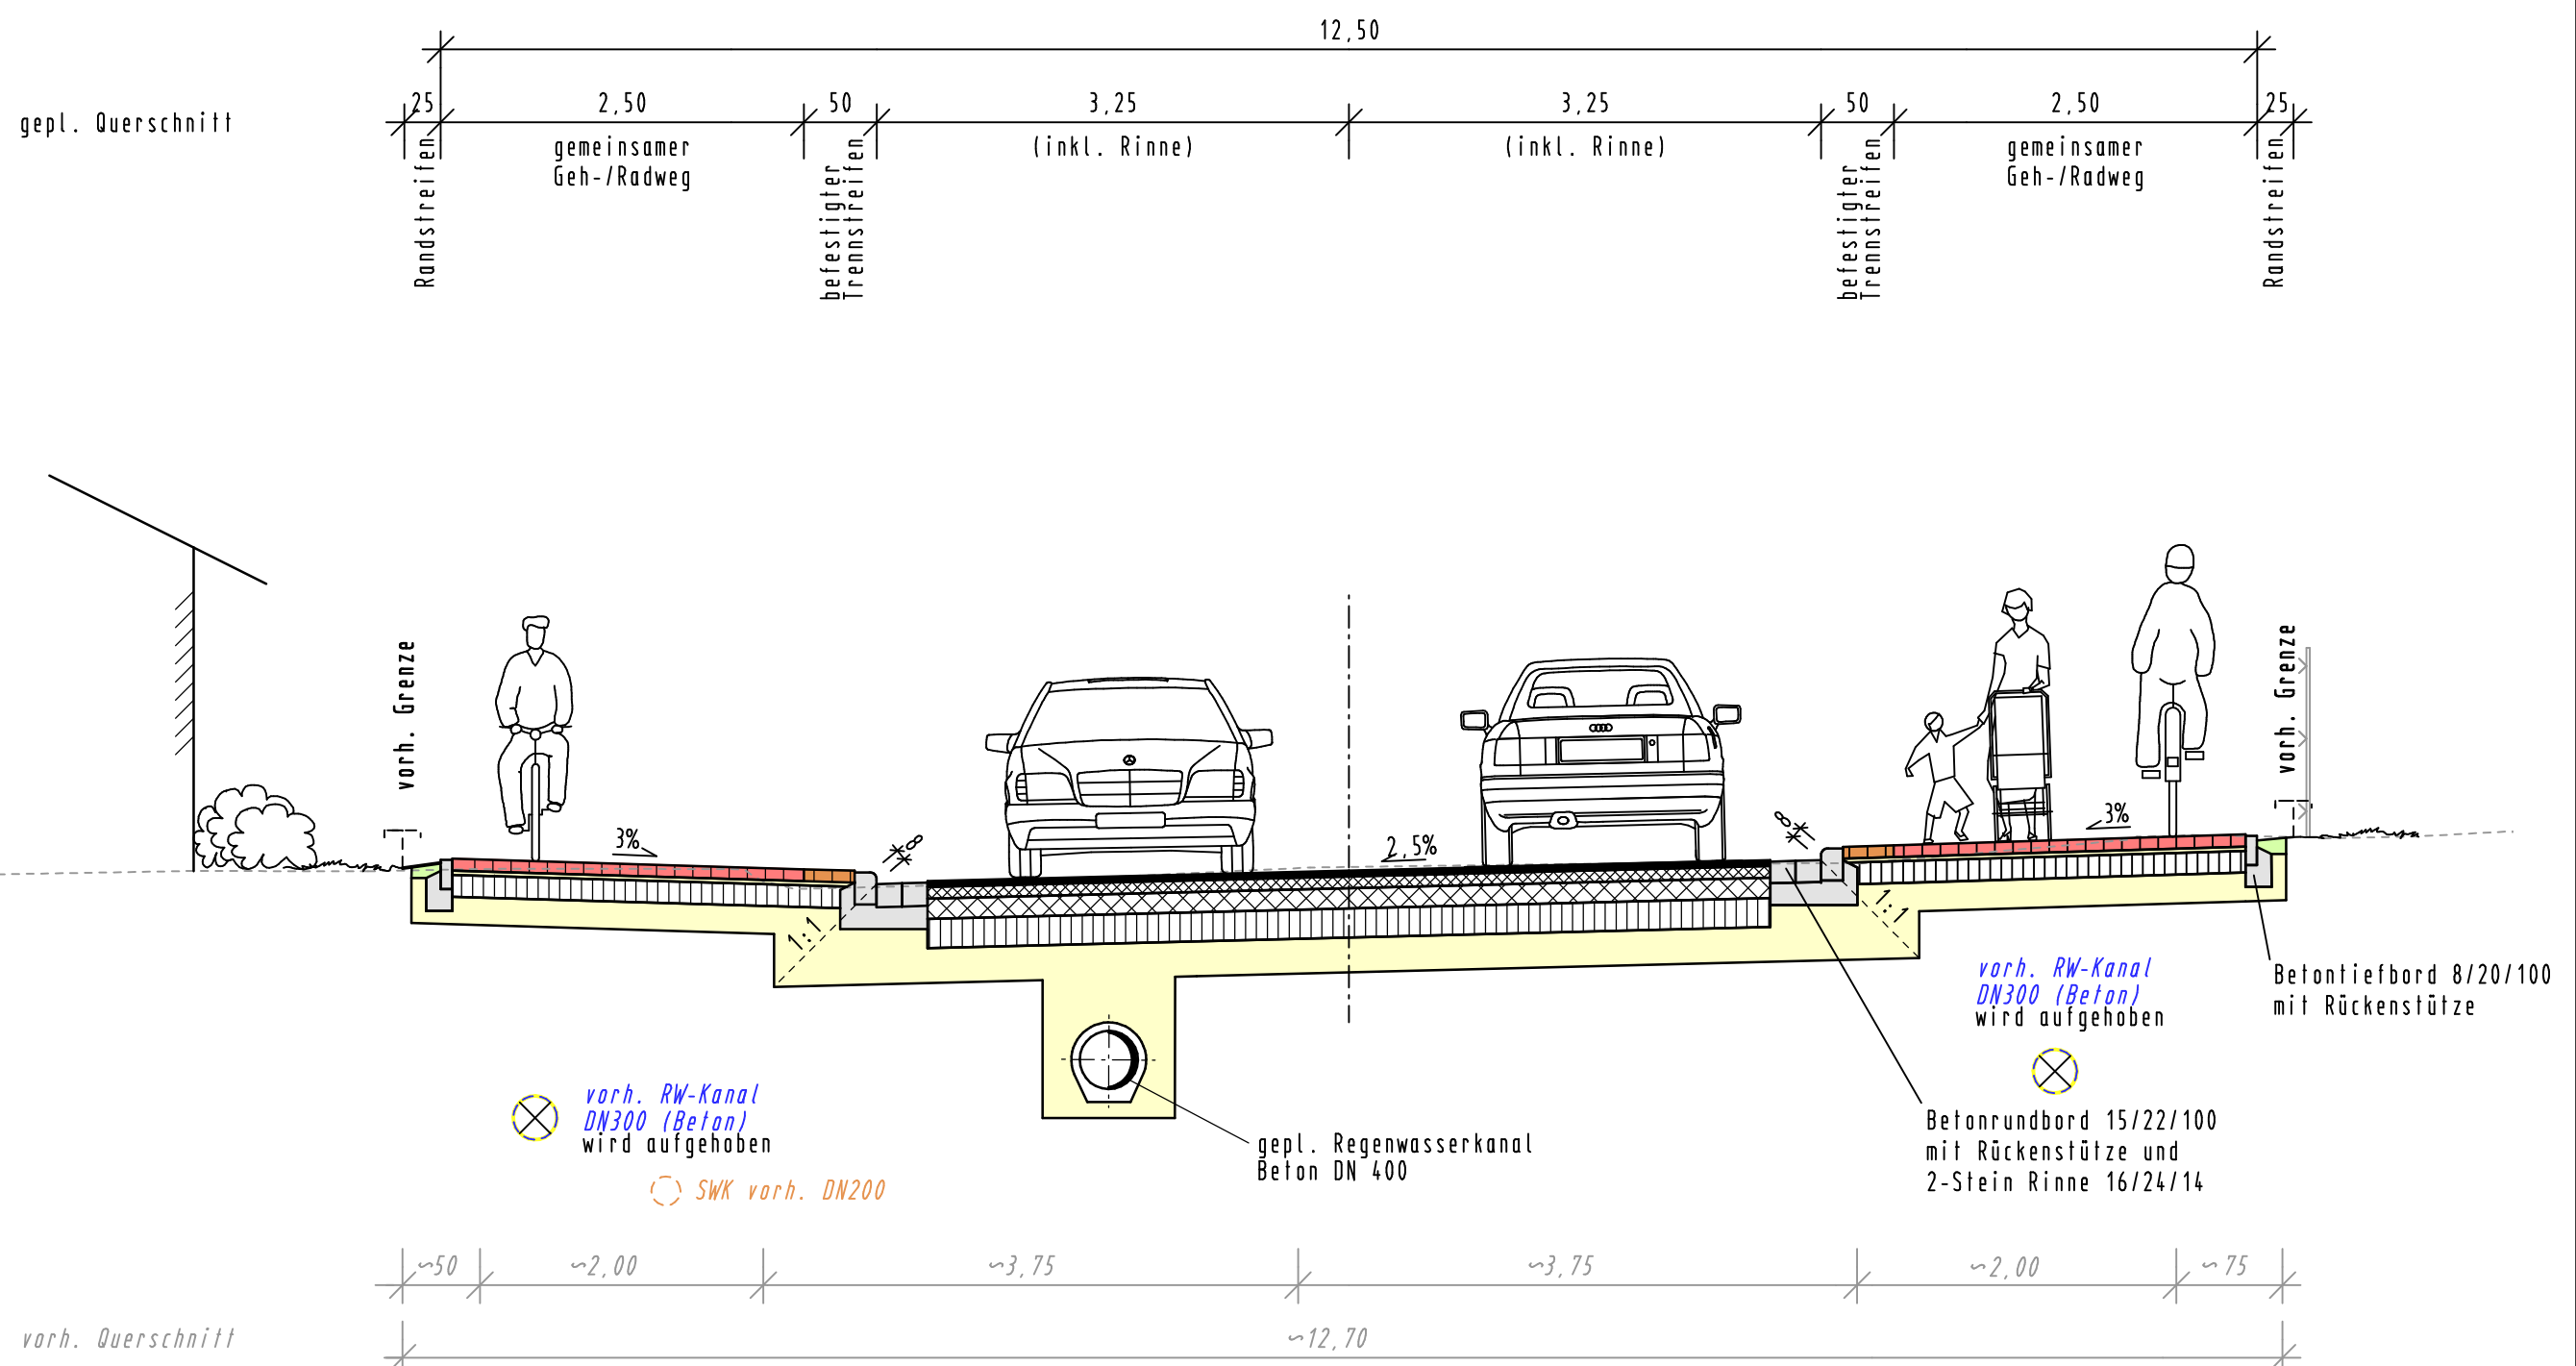 12,50
gepl. Querschnitt
25
2,50
50
3,25
3,25
50
2,50
25
Randstreifen
gemeinsamer
Geh-/Radweg
befestigter
Trennstreifen
(inkl. Rinne)
(inkl. Rinne)
befestigter
Trennstreifen
gemeinsamer
Geh-/Radweg
Randstreifen
vorh. Grenze
vorh. Grenze
3%
8
2,5%
8
3%
1:1
1:1
vorh. RW-Kanal
DN300 (Beton)
wird aufgehoben
Betontiefbord 8/20/100
mit Rückenstütze
vorh. RW-Kanal
DN300 (Beton)
wird aufgehoben
SWK vorh. DN200
gepl. Regenwasserkanal
Beton DN 400
Betonrundbord 15/22/100
mit Rückenstütze und
2-Stein Rinne 16/24/14
~50
~2,00
~3,75
~3,75
~2,00
~75
vorh. Querschnitt
~12,70